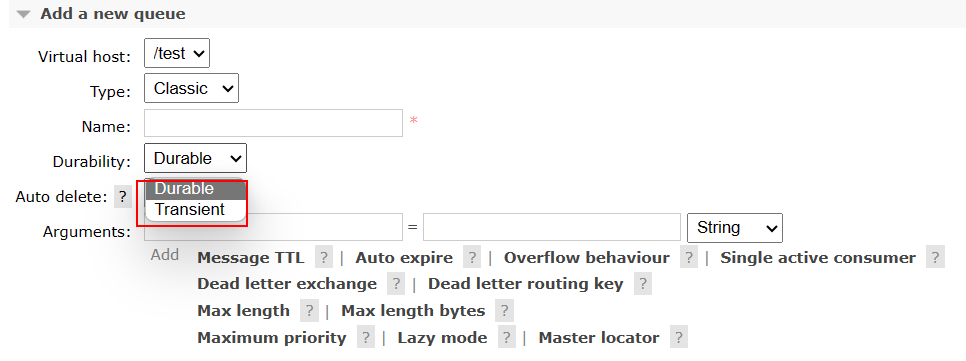 Add a new queue
Virtual host: /test
Type: Classic
Name: *
Durability: Durable
Durable
Auto delete: ?
Transient
Arguments: = String
Add Message TTL ? | Auto expire ? | Overflow behaviour ? | Single active consumer ?
Dead letter exchange ? | Dead letter routing key ?
Max length ? | Max length bytes ?
Maximum priority ? | Lazy mode ? | Master locator ?